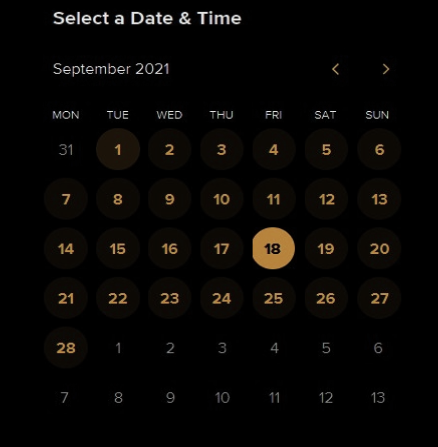 Select a Date & Time
September 2021
MON TUE WED THU FRI SAT SUN
31 1 2 3 4 5 6
7 8 9 10 11 12 13
14 15 16 17 18 19 20
21 22 23 24 25 26 27
28 1 2 3 4 5 6
7 8 9 10 11 12 13